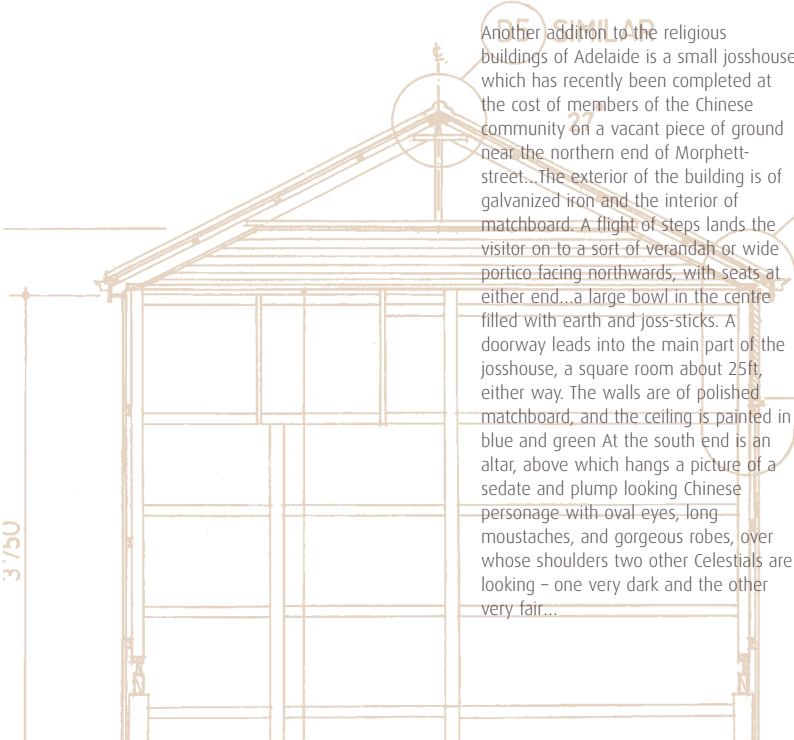 DE SIMILAR
Another addition to the religious
buildings of Adelaide is a small josshouse
which has recently been completed at
the cost of members of the Chinese
community on a vacant piece of ground
near the northern end of Morphett-
street...The exterior of the building is of
galvanized iron and the interior of
matchboard. A flight of steps lands the
visitor on to a sort of verandah or wide
portico facing northwards, with seats at
either end...a large bowl in the centre
filled with earth and joss-sticks. A
doorway leads into the main part of the
josshouse, a square room about 25ft,
either way. The walls are of polished
matchboard, and the ceiling is painted in
blue and green At the south end is an
altar, above which hangs a picture of a
sedate and plump looking Chinese
personage with oval eyes, long
moustaches, and gorgeous robes, over
whose shoulders two other Celestials are
looking – one very dark and the other
very fair...
27°
3750